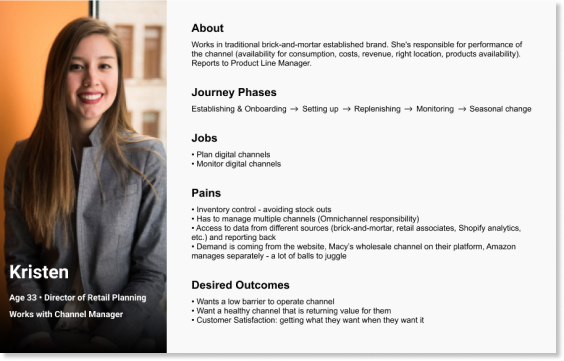 About
Works in traditional brick-and-mortar established brand. She's responsible for performance of
the channel (availability for consumption, costs, revenue, right location, products availability).
Reports to Product Line Manager.
Journey Phases
Establishing & Onboarding → Setting up → Replenishing → Monitoring → Seasonal change
Jobs
• Plan digital channels
• Monitor digital channels
Pains
• Inventory control - avoiding stock outs
• Has to manage multiple channels (Omnichannel responsibility)
• Access to data from different sources (brick-and-mortar, retail associates, Shopify analytics,
etc.) and reporting back
• Demand is coming from the website, Macy's wholesale channel on their platform, Amazon
manages separately - a lot of balls to juggle
Desired Outcomes
• Wants a low barrier to operate channel
• Want a healthy channel that is returning value for them
• Customer Satisfaction: getting what they want when they want it
Kristen
Age 33 • Director of Retail Planning
Works with Channel Manager